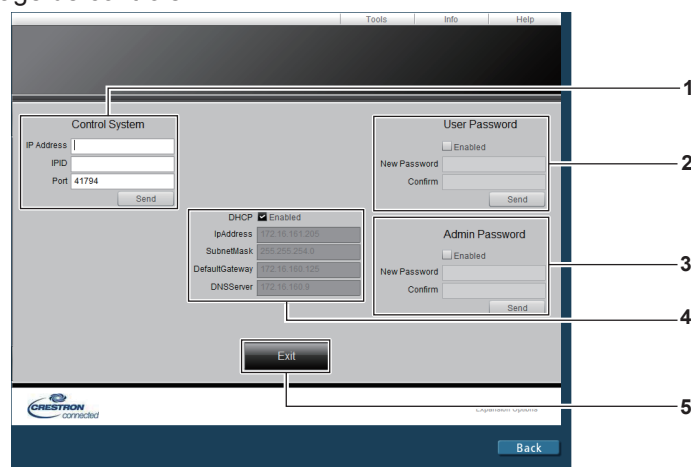 Tools Info Help
1
Control System
IP Address
IPID
Port 41794
Send
User Password
Enabled
New Password
Confirm
Send
2
DHCP Enabled
IpAddress 172.16.161.205
SubnetMask 255.255.254.0
DefaultGateway 172.16.160.125
DNSServer 172.16.160.9
Admin Password
Enabled
New Password
Confirm
Send
3
4
Exit
CRESTRON
connected
Expansion Options
5
Back